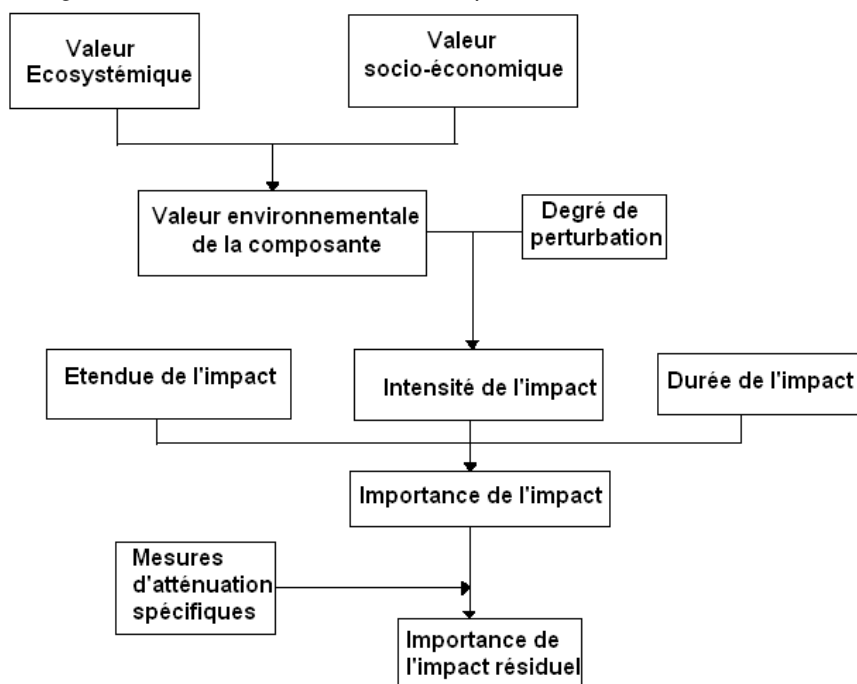 Valeur
Ecosystémique
Valeur
socio-économique
Valeur environnementale
de la composante
Degré de
perturbation
Etendue de l'impact
Intensité de l'impact
Durée de l'impact
Importance de l'impact
Mesures
d'atténuation
spécifiques
Importance de
l'impact résiduel